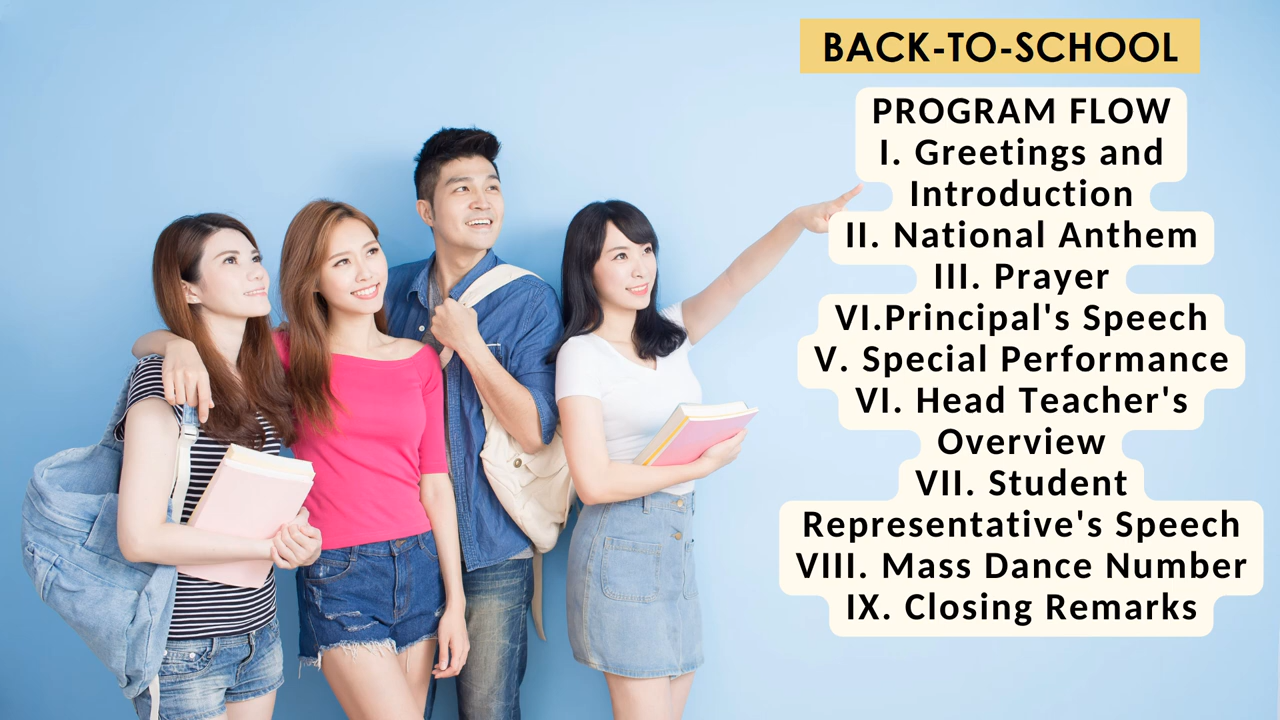 BACK-TO-SCHOOL
PROGRAM FLOW
I. Greetings and
Introduction
II. National Anthem
III. Prayer
VI.Principal's Speech
V. Special Performance
VI. Head Teacher's
Overview
VII. Student
Representative's Speech
VIII. Mass Dance Number
IX. Closing Remarks